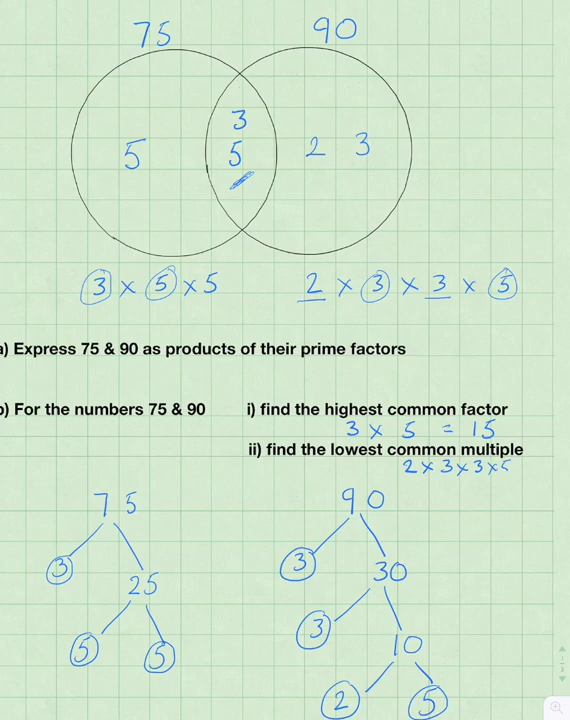 75 90
3
5 5 2 3
3 × 5 × 5 2 × 3 × 3 × 5
a) Express 75 & 90 as products of their prime factors
b) For the numbers 75 & 90 i) find the highest common factor
3 × 5 = 15
ii) find the lowest common multiple
2 × 3 × 3 × 5
75 90
3 25 3 30
5 5 3 10
2 5